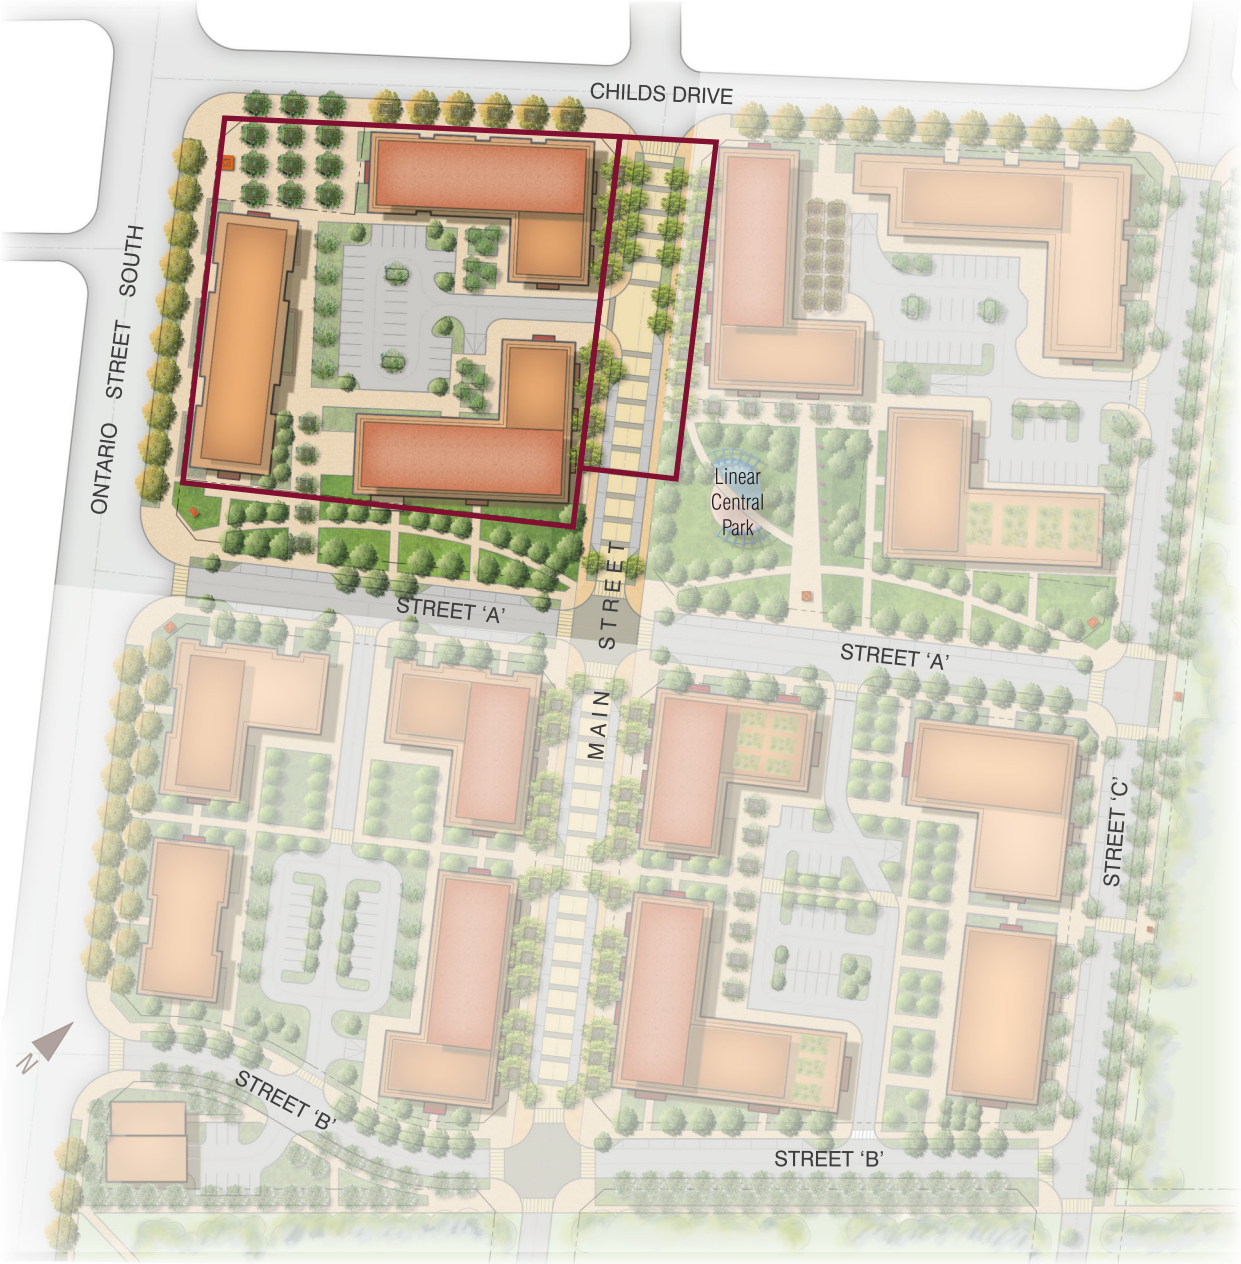 CHILDS DRIVE
ONTARIO STREET SOUTH
Linear
Central
Park
STREET 'A'
STREET 'A'
MAIN STREET
STREET 'C'
N
STREET 'B'
STREET 'B'